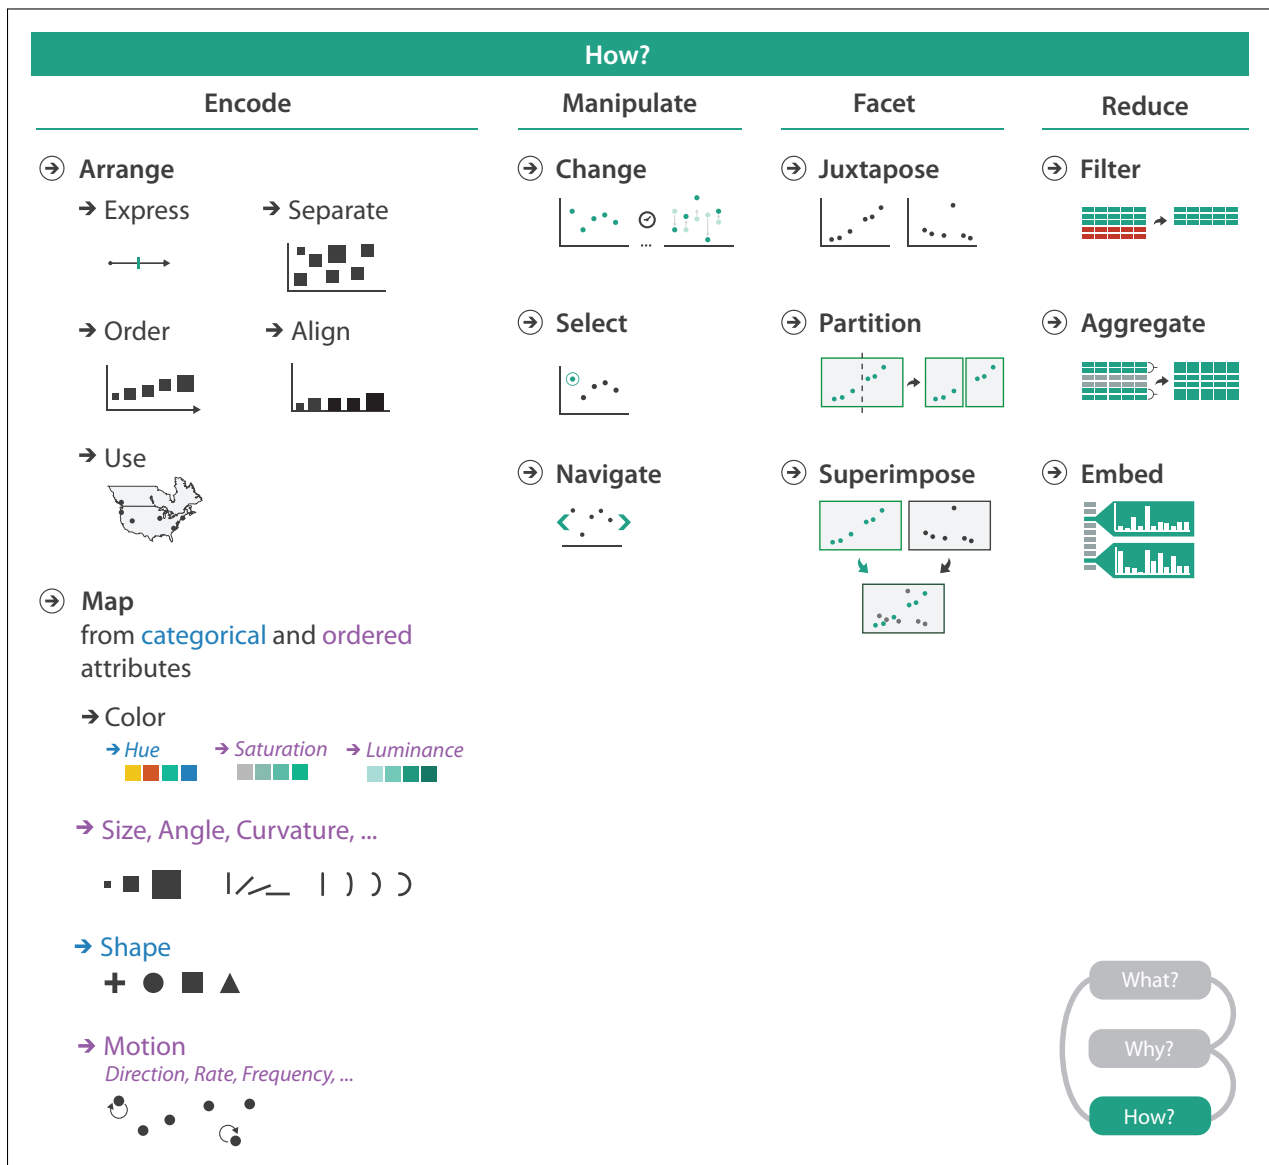 How?
Encode
Manipulate
Facet
Reduce
Arrange
Express
Separate
Order
Align
Use
Map
from categorical and ordered
attributes
Color
Hue
Saturation
Luminance
Size, Angle, Curvature, ...
Shape
Motion
Direction, Rate, Frequency, ...
Change
...
Select
Navigate
Juxtapose
Partition
Superimpose
Filter
Aggregate
Embed
What?
Why?
How?